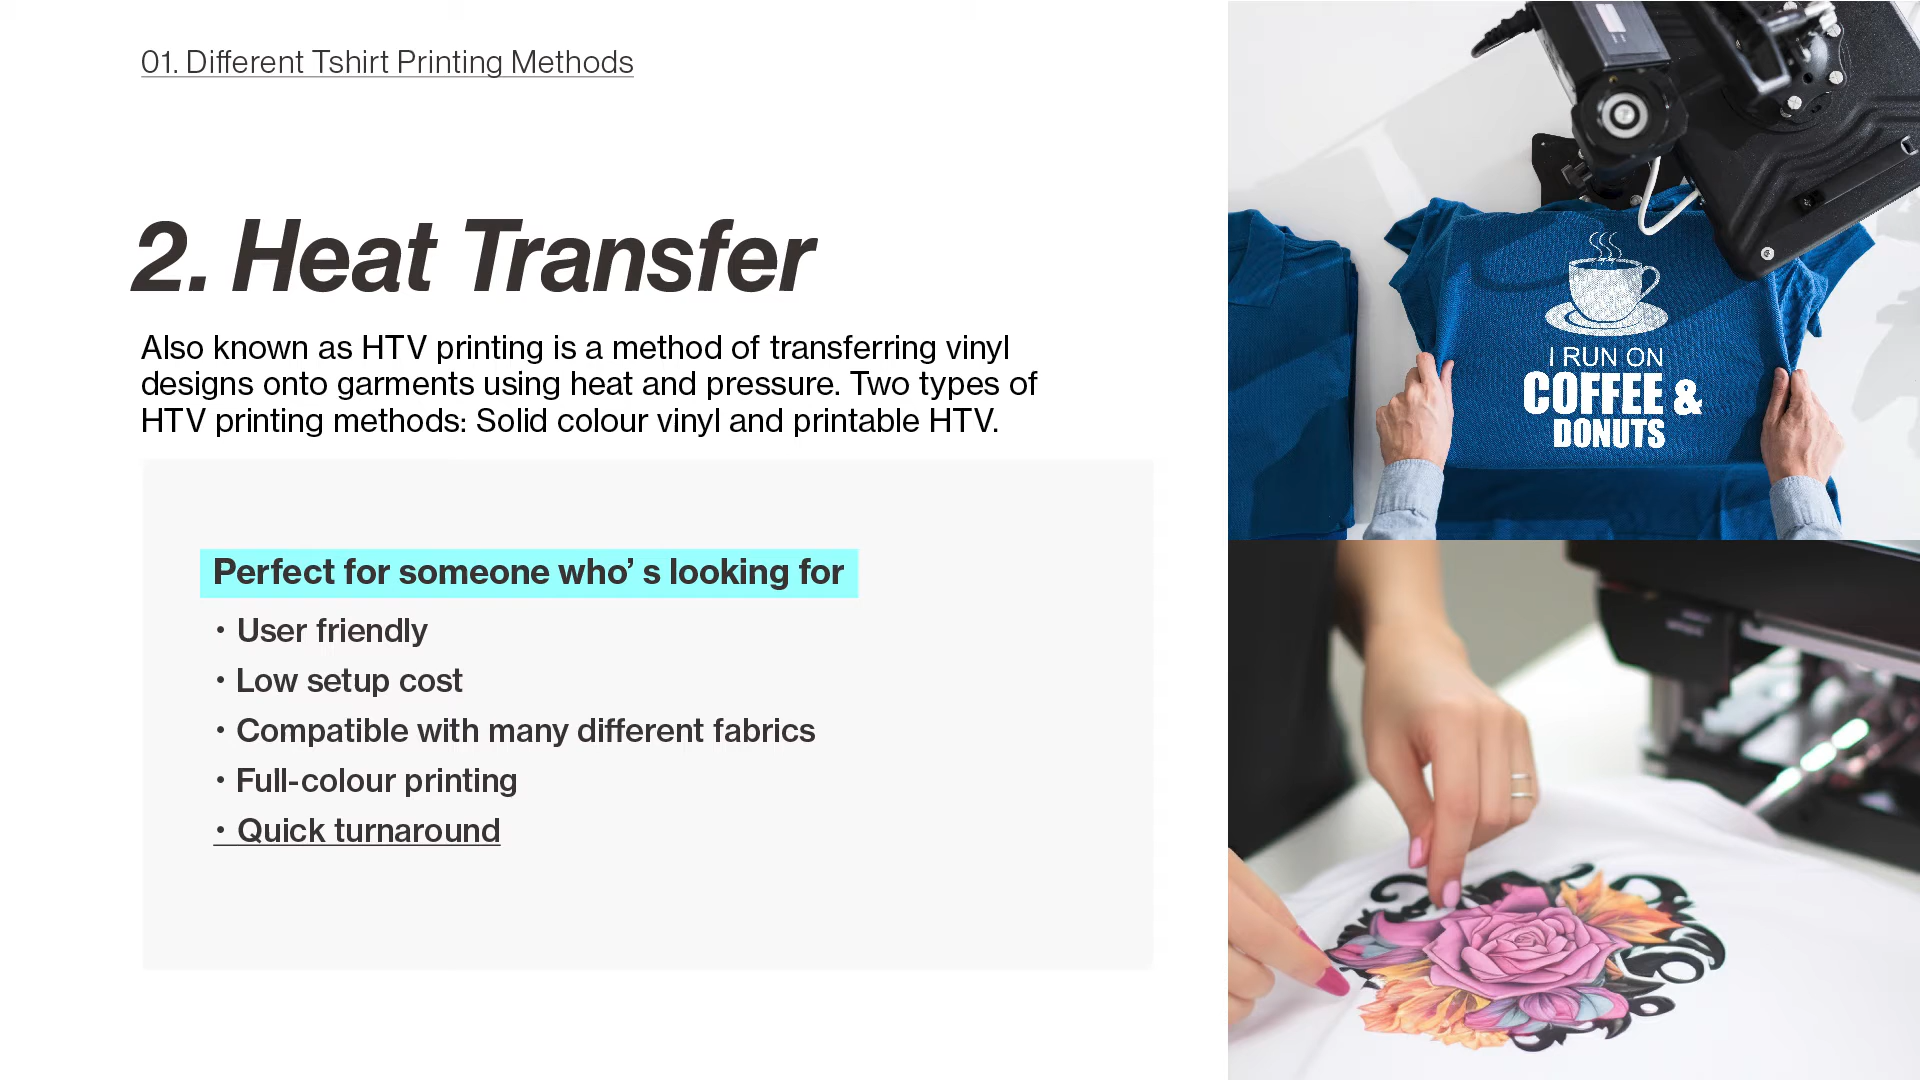 01. Different Tshirt Printing Methods
2. Heat Transfer
Also known as HTV printing is a method of transferring vinyl
designs onto garments using heat and pressure. Two types of
HTV printing methods: Solid colour vinyl and printable HTV.
Perfect for someone who’ s looking for
• User friendly
• Low setup cost
• Compatible with many different fabrics
• Full-colour printing
• Quick turnaround
I RUN ON
COFFEE &
DONUTS